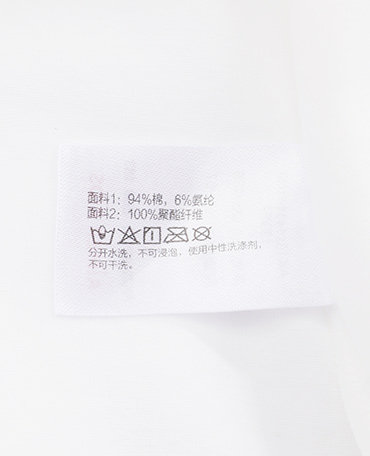 面料1：94%棉，6%氨纶
面料2：100%聚酯纤维
分开水洗，不可浸泡，使用中性洗涤剂，
不可干洗。